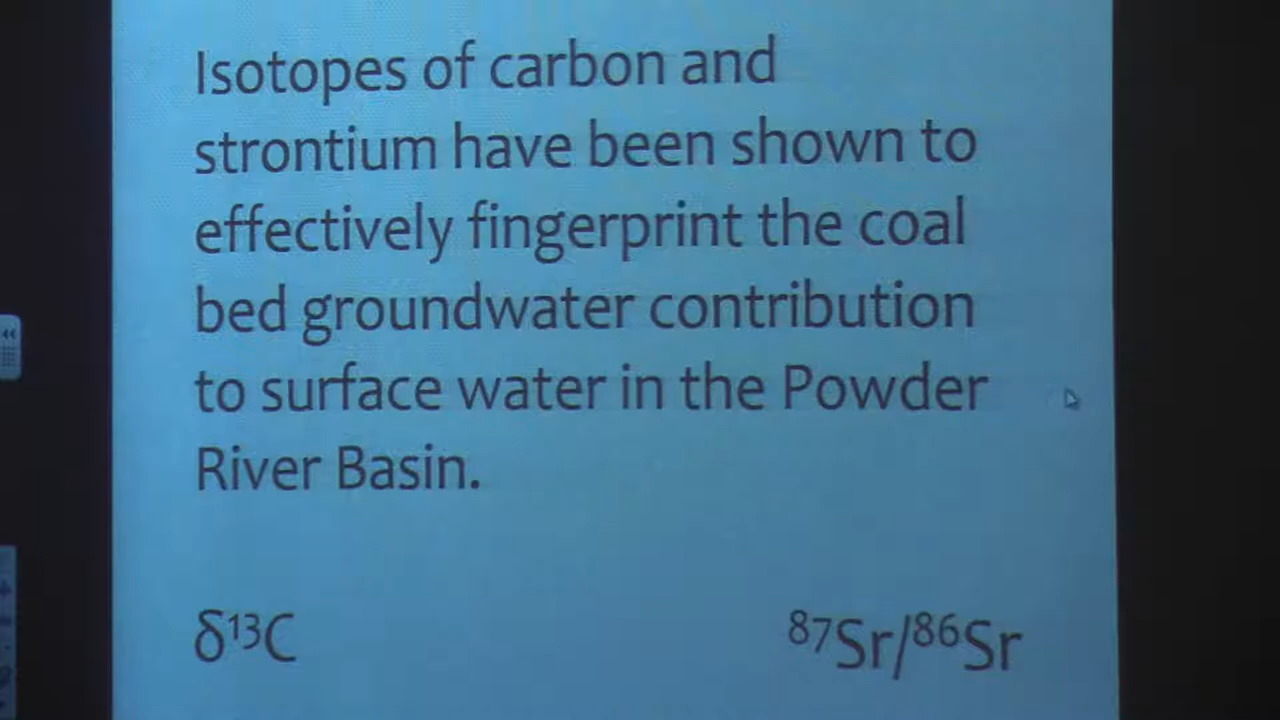 Isotopes of carbon and
strontium have been shown to
effectively fingerprint the coal
bed groundwater contribution
to surface water in the Powder
River Basin.
δ¹³C
⁸⁷Sr/⁸⁶Sr